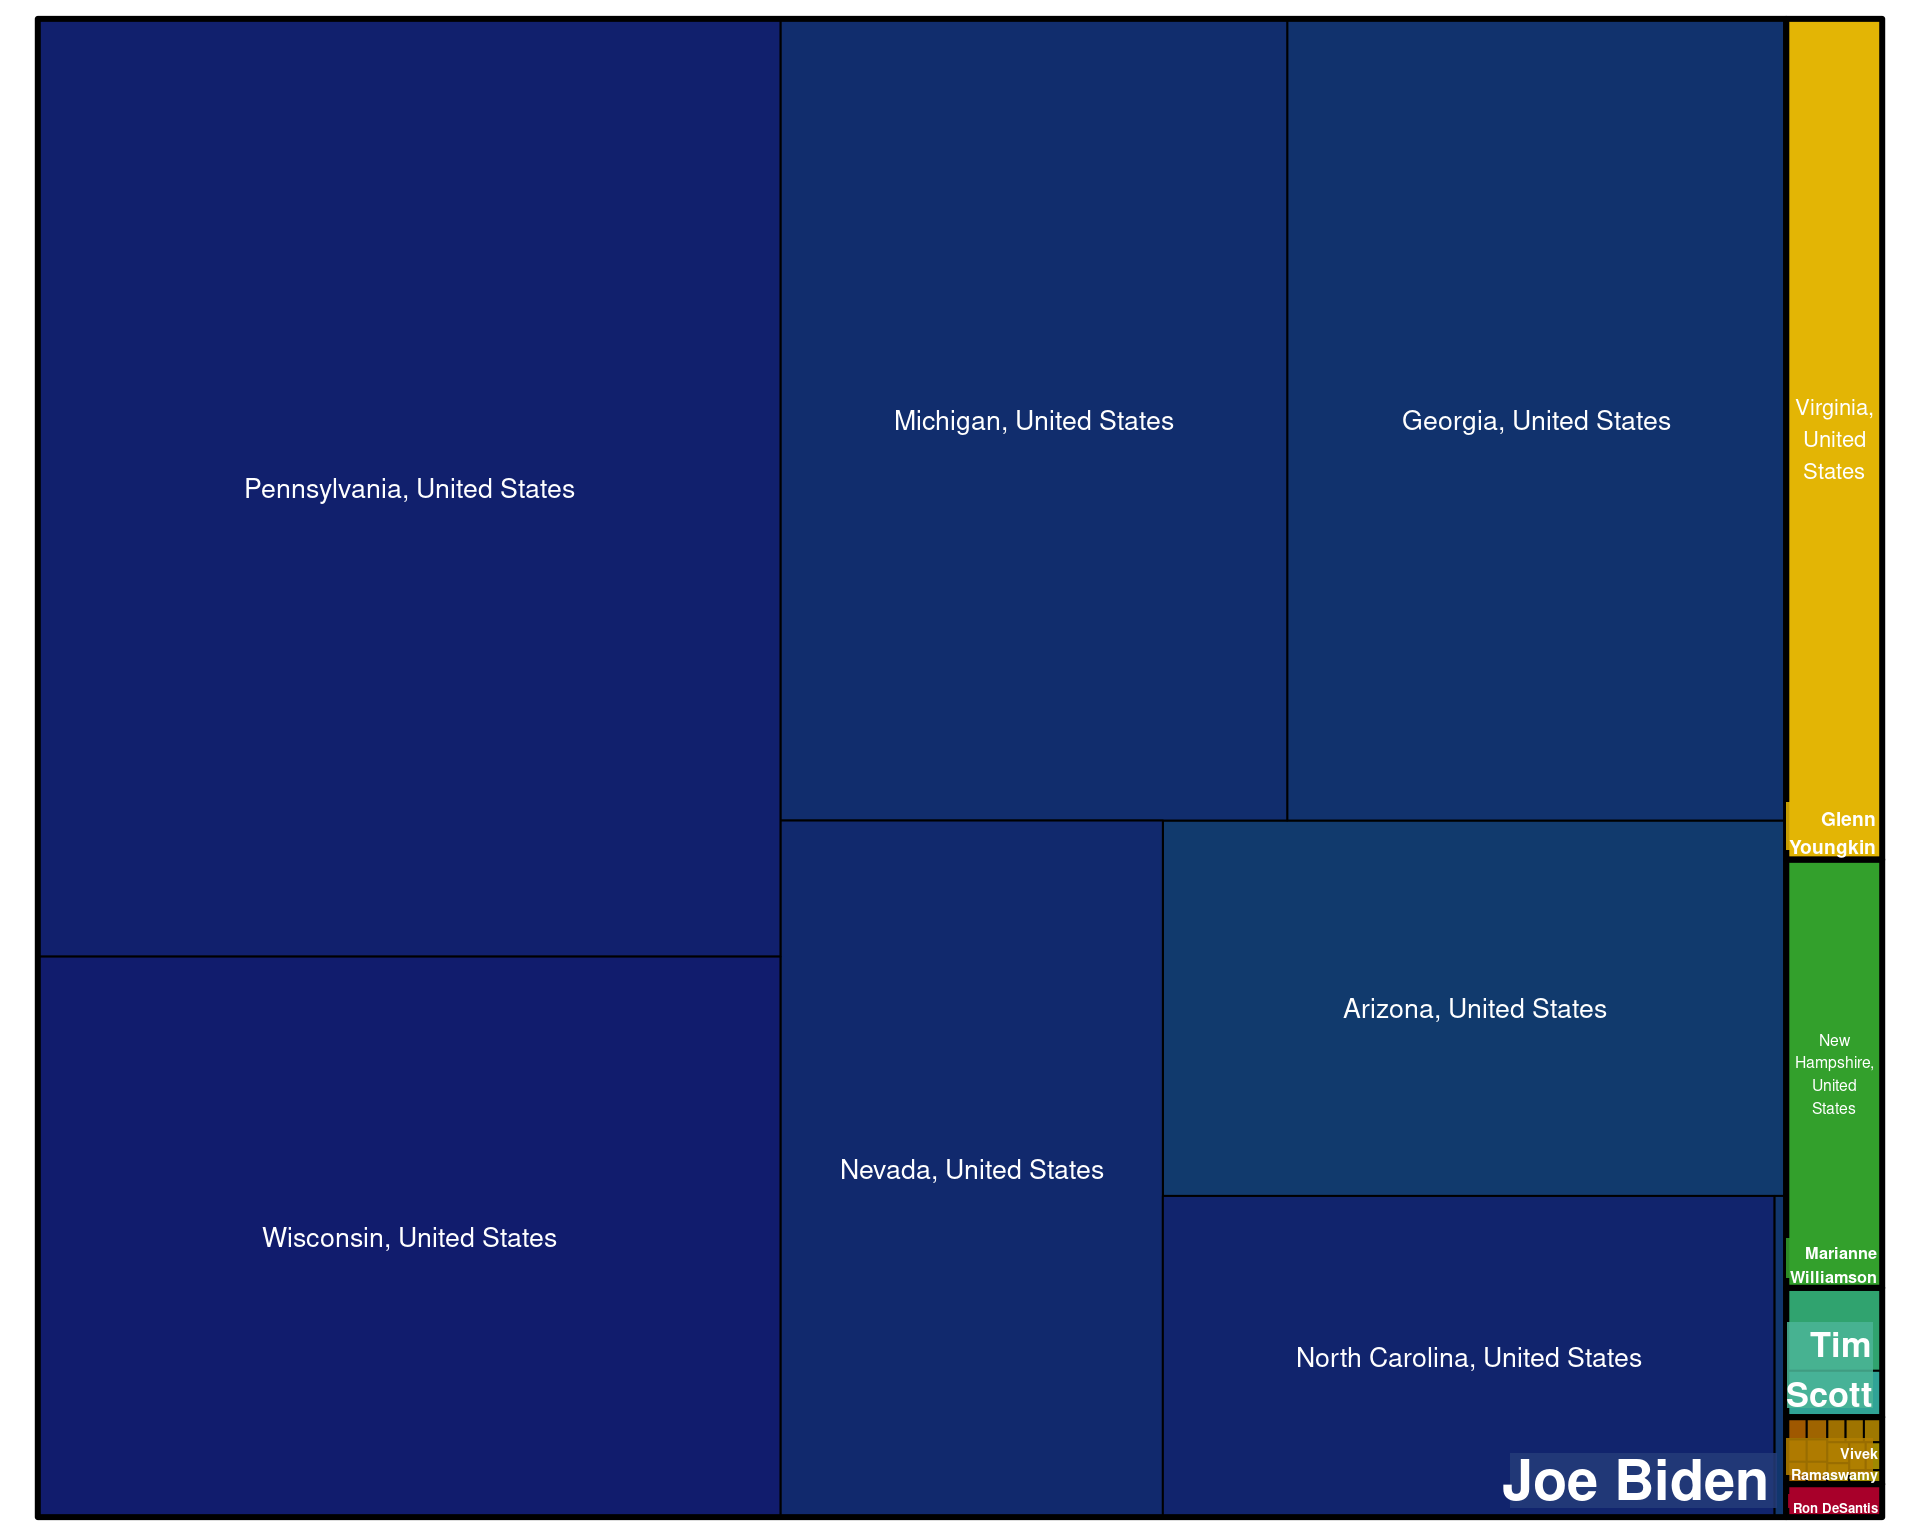 Pennsylvania, United States
Michigan, United States
Georgia, United States
Virginia,
United
States
Glenn
Youngkin
Wisconsin, United States
Nevada, United States
Arizona, United States
North Carolina, United States
Joe Biden
New
Hampshire,
United
States
Marianne
Williamson
Tim
Scott
Vivek
Ramaswamy
Ron DeSantis